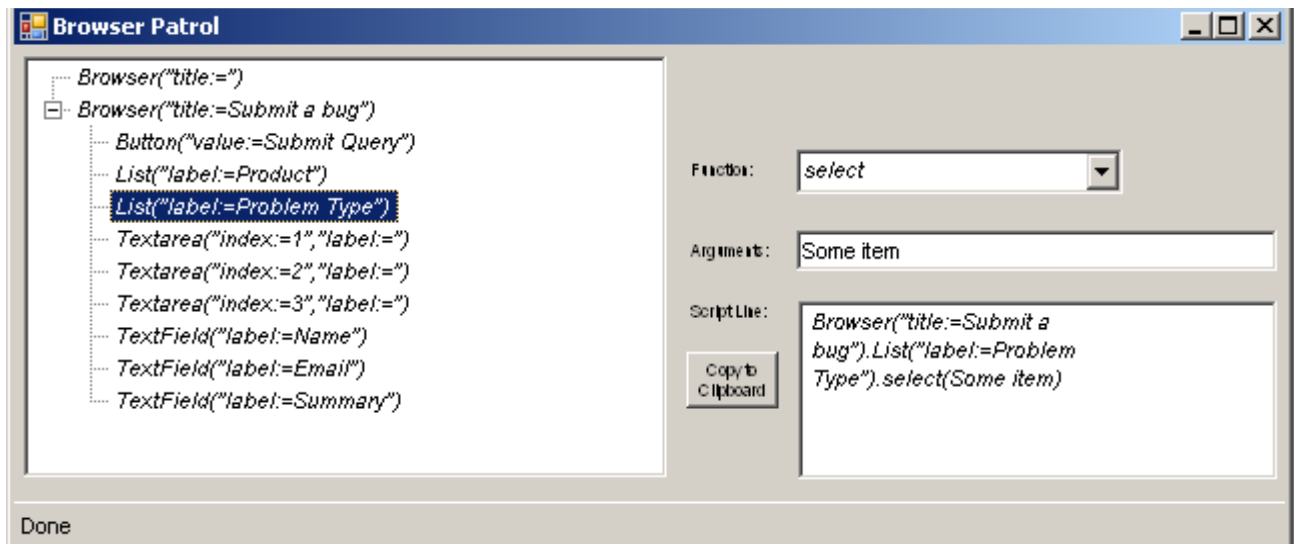 Browser Patrol
Browser("title:=")
Browser("title:=Submit a bug")
Button("value:=Submit Query")
List("label:=Product")
List("label:=Problem Type")
Textarea("index:=1","label:=")
Textarea("index:=2","label:=")
Textarea("index:=3","label:=")
TextField("label:=Name")
TextField("label:=Email")
TextField("label:=Summary")
Function:
select
Arguments:
Some item
Script Line:
Copy to
Clipboard
Browser("title:=Submit a
bug").List("label:=Problem
Type").select(Some item)
Done